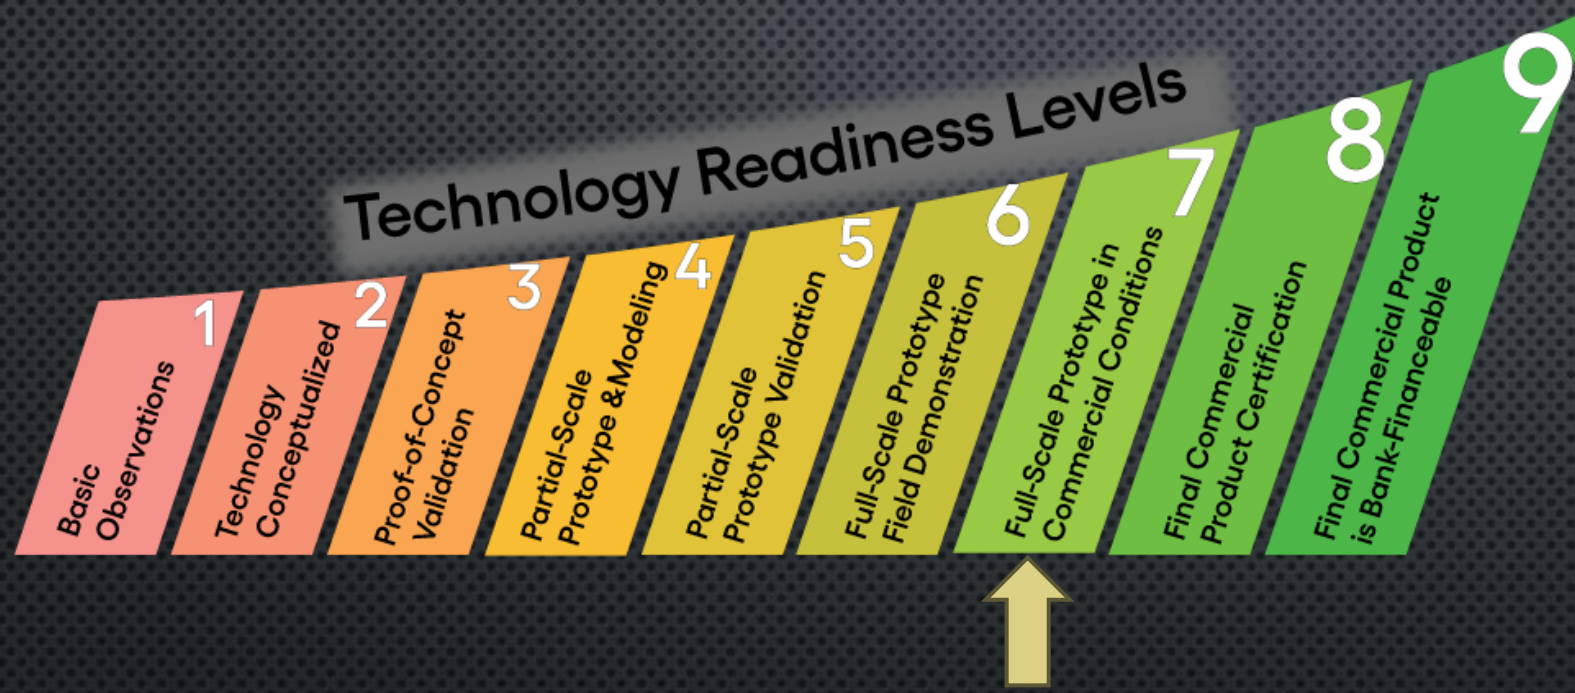 Technology Readiness Levels
1
Basic
Observations
2
Technology
Conceptualized
3
Proof-of-Concept
Validation
4
Partial-Scale
Prototype &Modeling
5
Partial-Scale
Prototype Validation
6
Full-Scale Prototype
Field Demonstration
7
Full-Scale Prototype in
Commercial Conditions
8
Final Commercial
Product Certification
9
Final Commercial Product
is Bank-Financeable